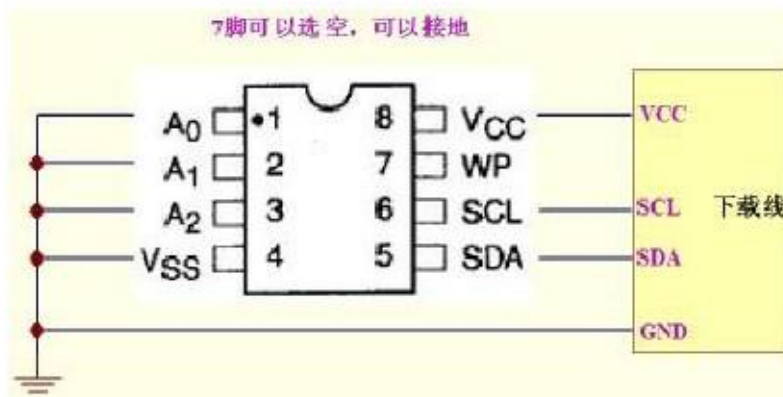 7脚可以选空，可以接地
A0 1 8 VCC VCC
A1 2 7 WP
A2 3 6 SCL SCL 下载线
VSS 4 5 SDA SDA
GND